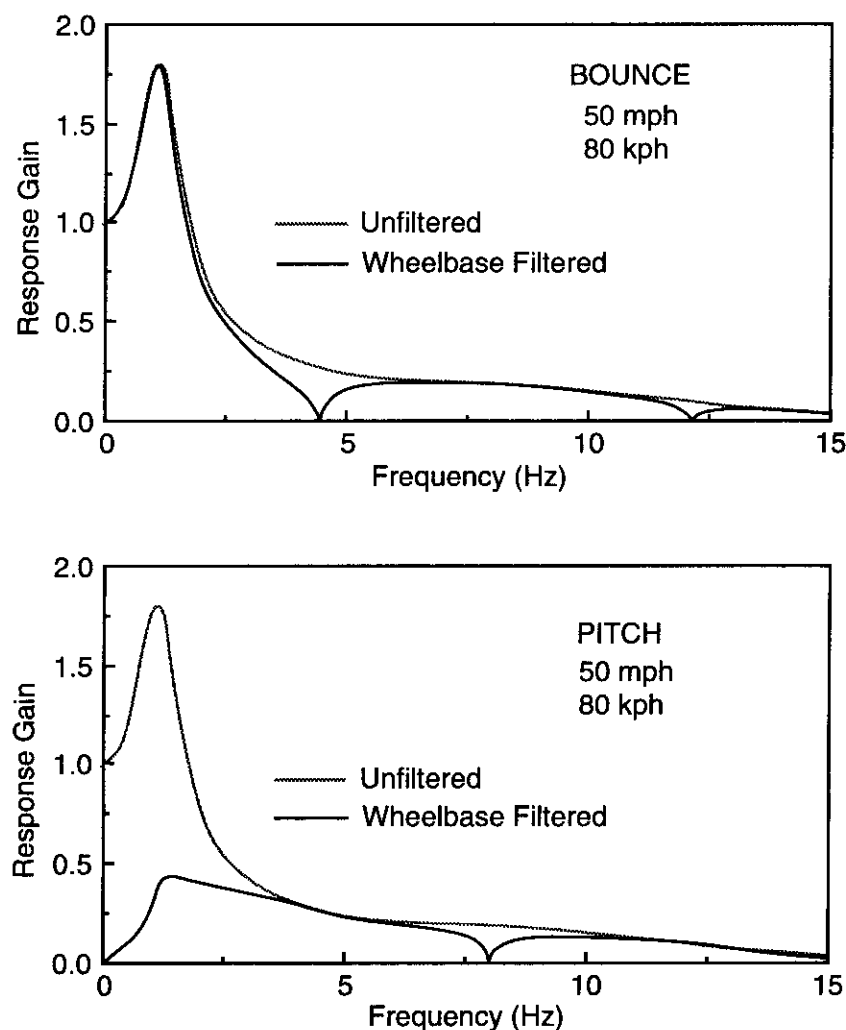 2.0
1.5
1.0
0.5
0.0
Response Gain
BOUNCE
50 mph
80 kph
Unfiltered
Wheelbase Filtered
0
5
10
15
Frequency (Hz)
2.0
1.5
1.0
0.5
0.0
Response Gain
PITCH
50 mph
80 kph
Unfiltered
Wheelbase Filtered
0
5
10
15
Frequency (Hz)